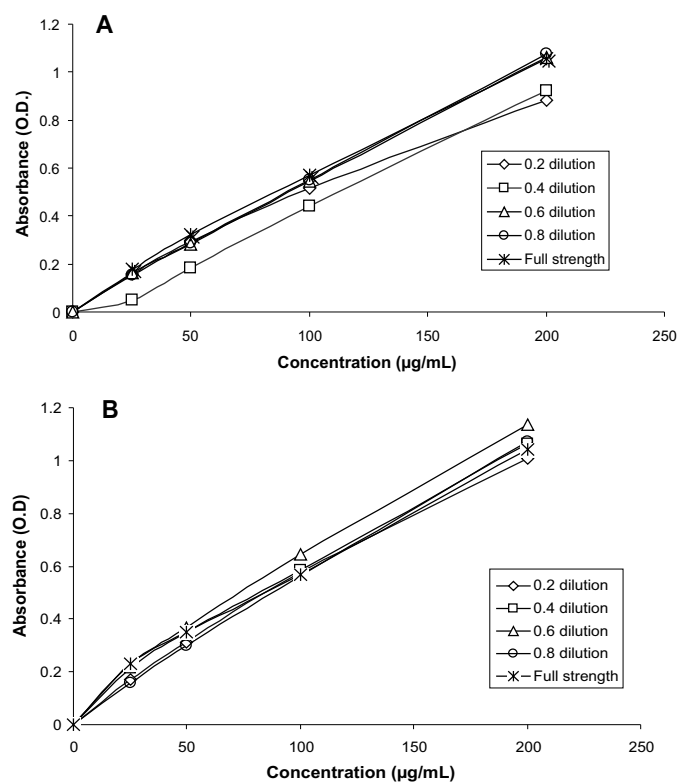 A
1.2
1
0.8
0.6
0.4
0.2
0
Absorbance (O.D.)
0.2 dilution
0.4 dilution
0.6 dilution
0.8 dilution
Full strength
0 50 100 150 200 250
Concentration (µg/mL)
B
1.2
1
0.8
0.6
0.4
0.2
0
Absorbance (O.D)
0.2 dilution
0.4 dilution
0.6 dilution
0.8 dilution
Full strength
0 50 100 150 200 250
Concentration (µg/mL)